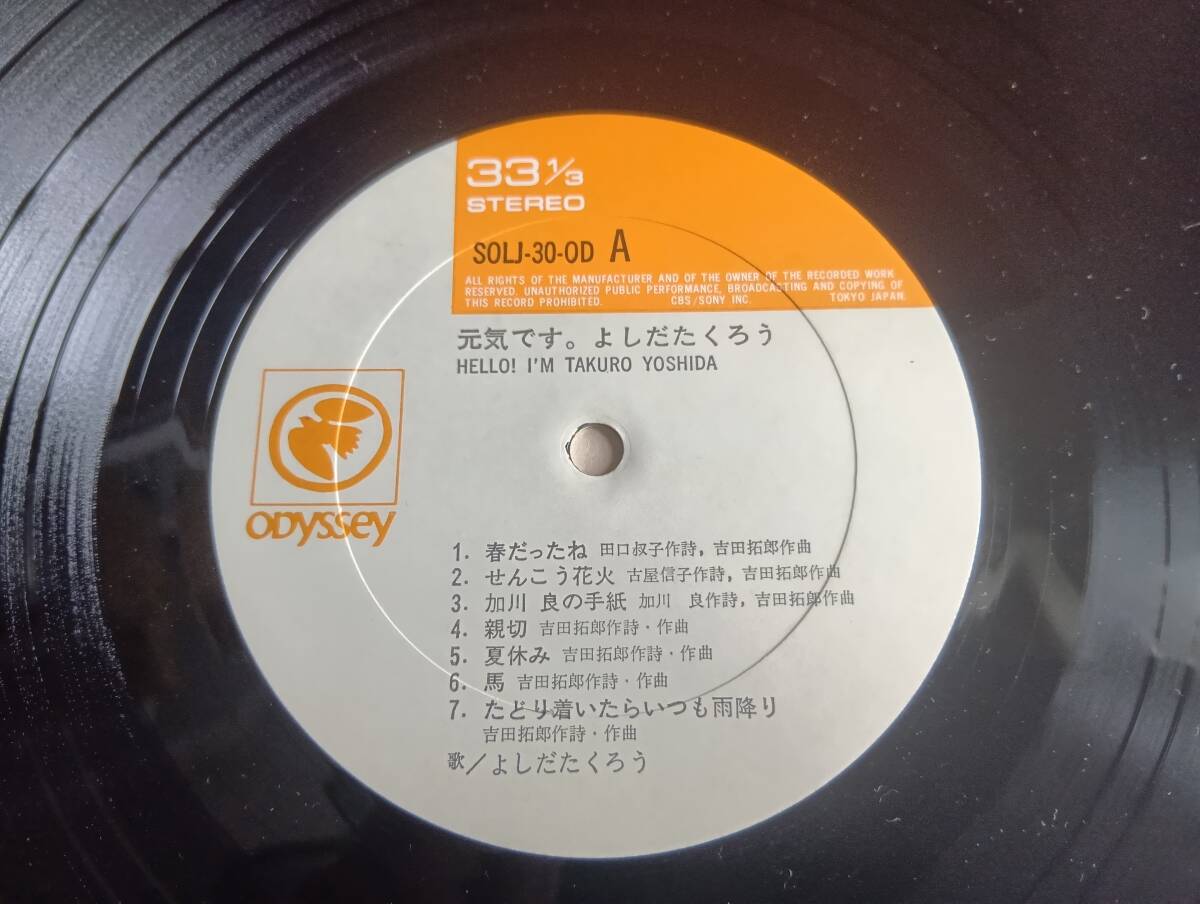 33 1/3
STEREO
SOLJ-30-OD A
ALL RIGHTS OF THE MANUFACTURER AND OF THE OWNER OF THE RECORDED WORK
RESERVED. UNAUTHORIZED PUBLIC PERFORMANCE, BROADCASTING AND COPYING OF
THIS RECORD PROHIBITED. CBS/SONY INC. TOKYO JAPAN.
元気です。よしだたくろう
HELLO! I'M TAKURO YOSHIDA
ODYSSEY
1. 春だったね 田口叔子作詩，吉田拓郎作曲
2. せんこう花火 古屋信子作詩，吉田拓郎作曲
3. 加川 良の手紙 加川 良作詩，吉田拓郎作曲
4. 親切 吉田拓郎作詩・作曲
5. 夏休み 吉田拓郎作詩・作曲
6. 馬 吉田拓郎作詩・作曲
7. たどり着いたらいつも雨降り
吉田拓郎作詩・作曲
歌／よしだたくろう